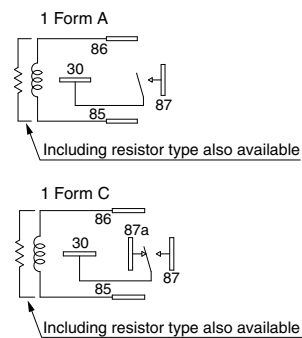 1 Form A
86
30
85
87
Including resistor type also available
1 Form C
86
87a
30
85
87
Including resistor type also available